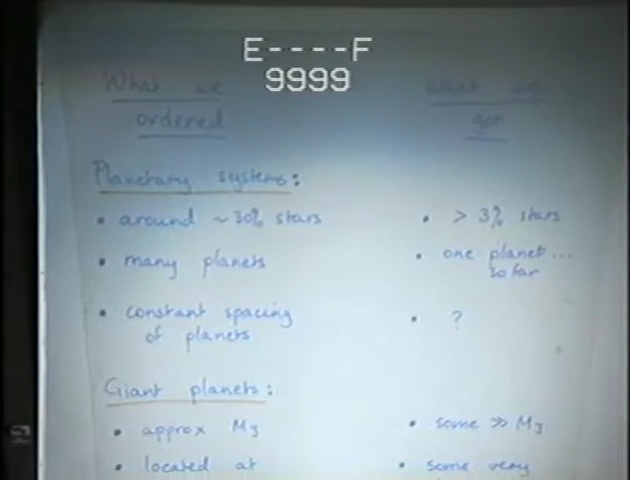 E----F
9999
What we ordered
What we got
Planetary systems:
• around ~30% stars
• > 3% stars
• many planets
• one planet... so far
• constant spacing of planets
• ?
Giant planets:
• approx MJ
• some >> MJ
• located at
• some very